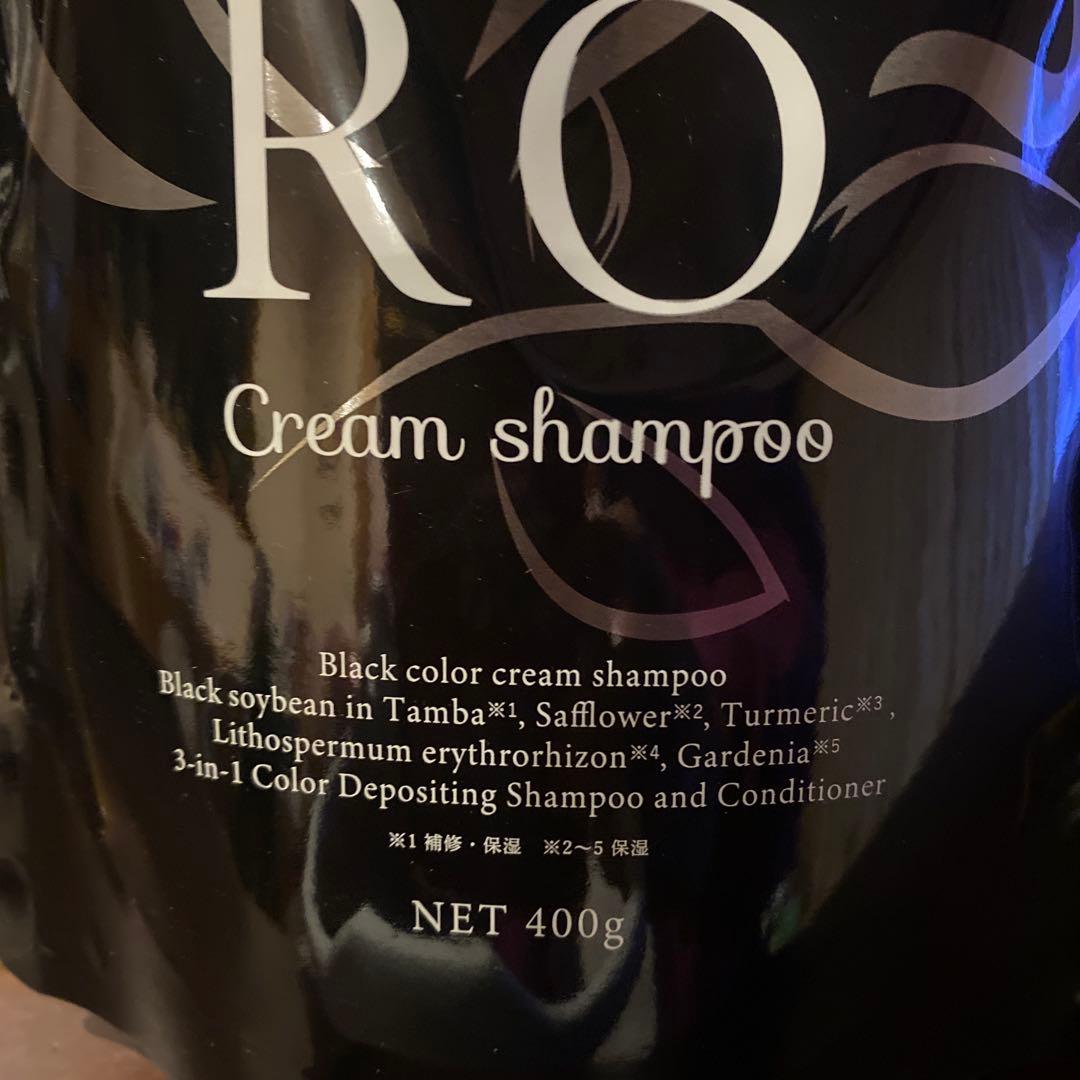 RO
Cream shampoo
Black color cream shampoo
Black soybean in Tamba※1, Safflower※2, Turmeric※3,
Lithospermum erythrorhizon※4, Gardenia※5
3-in-1 Color Depositing Shampoo and Conditioner
※1 補修・保湿　※2〜5 保湿
NET 400g